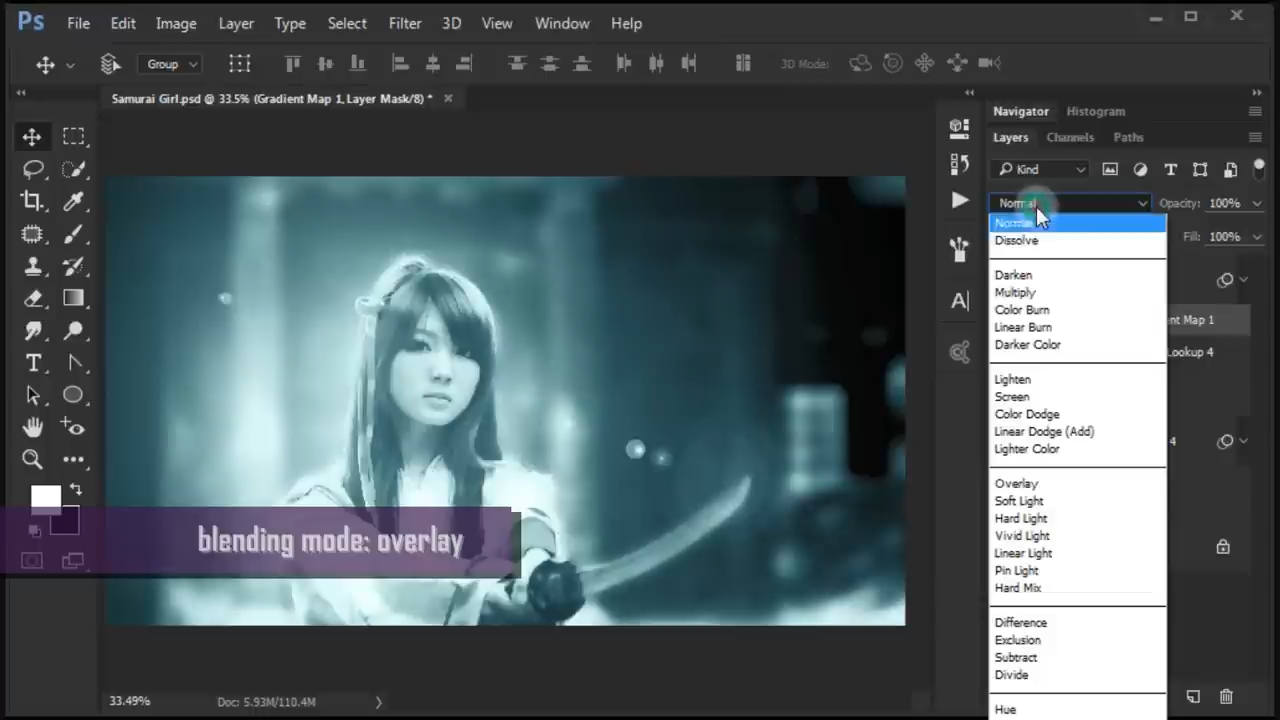 Ps File Edit Image Layer Type Select Filter 3D View Window Help
Group 3D Mode:
Samurai Girl.psd @ 33.5% (Gradient Map 1, Layer Mask/8) *
Navigator Histogram
Layers Channels Paths
Kind
Normal Opacity: 100%
Normal
Fill: 100%
Dissolve
Darken
Multiply
Color Burn
nt Map 1
Linear Burn
Darker Color
Lookup 4
Lighten
Screen
Color Dodge
Linear Dodge (Add)
4
Lighter Color
Overlay
Soft Light
Hard Light
Vivid Light
Linear Light
Pin Light
Hard Mix
Difference
Exclusion
Subtract
Divide
Hue
blending mode: overlay
33.49% Doc: 5.93M/110.4M